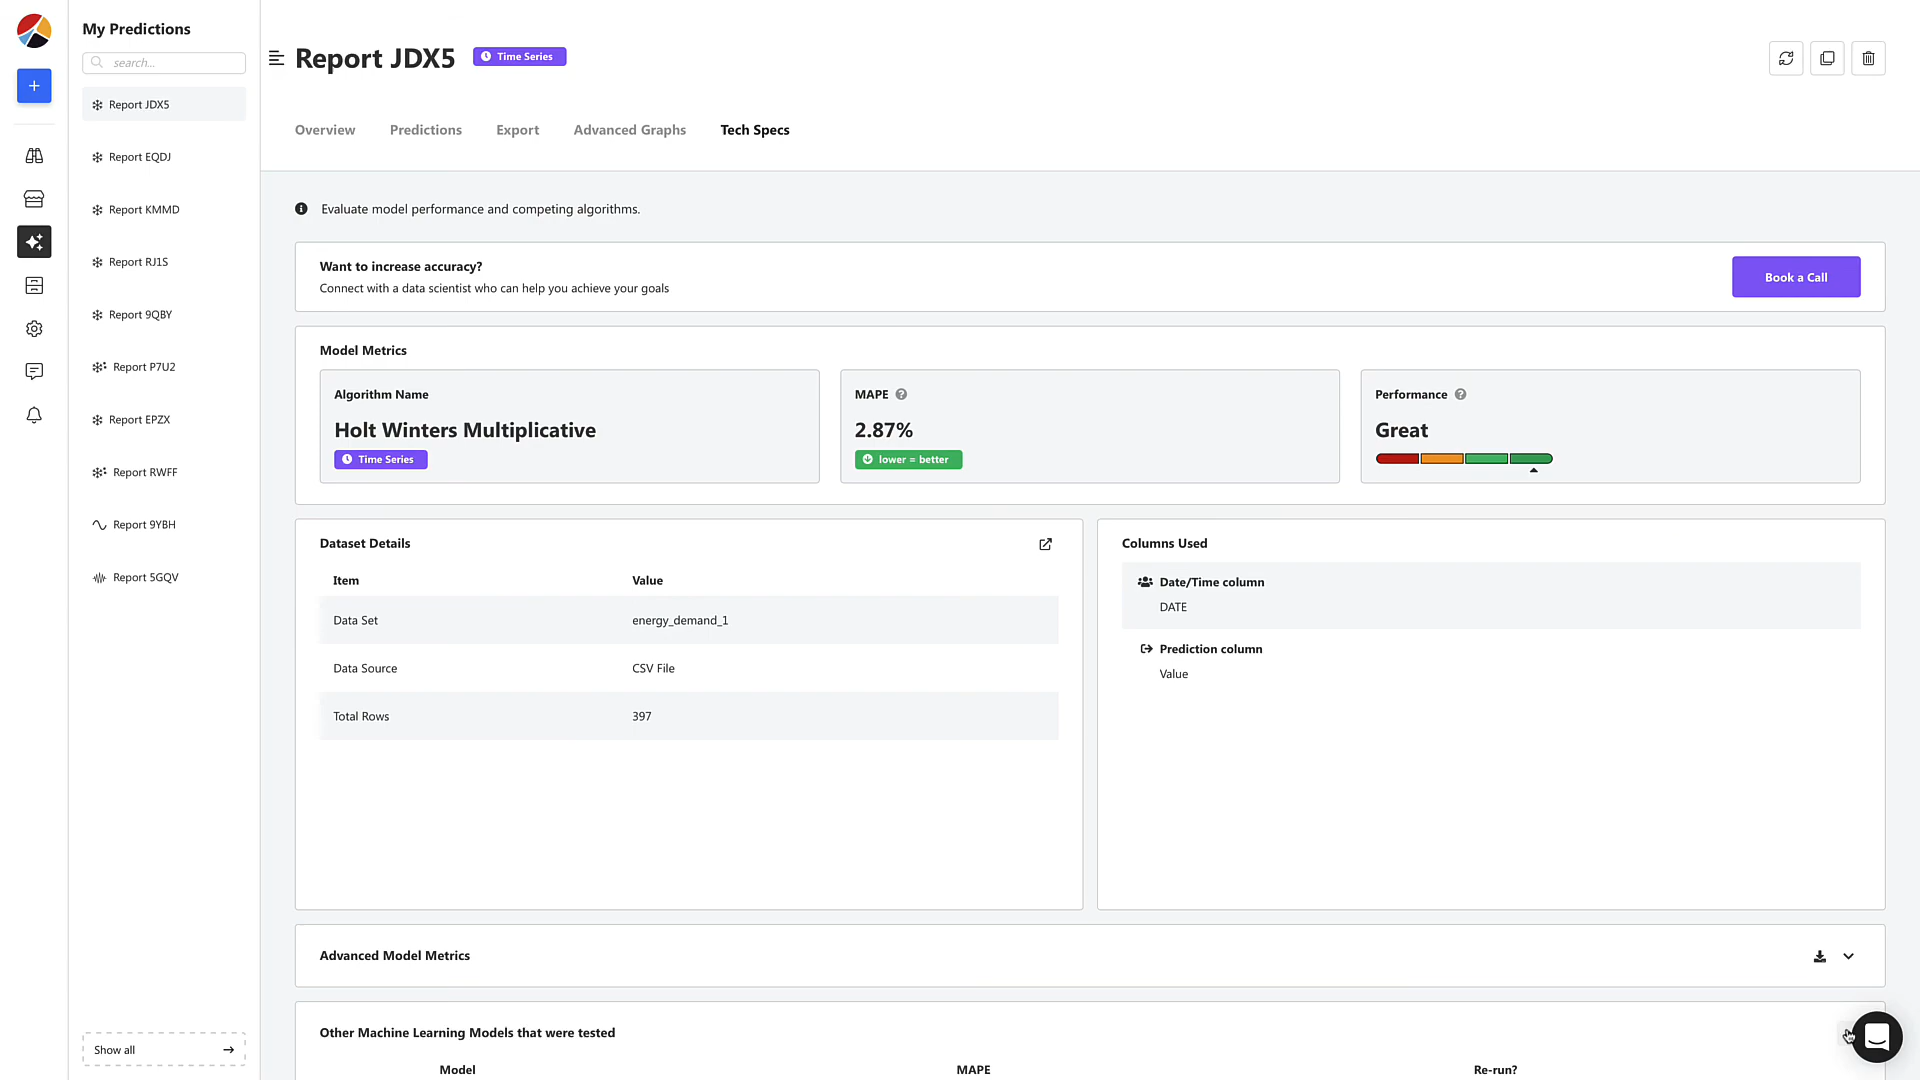 My Predictions
search...
Report JDX5
Report EQDJ
Report KMMD
Report RJ1S
Report 9QBY
Report P7U2
Report EPZX
Report RWFF
Report 9YBH
Report 5GQV
Show all
Report JDX5
Time Series
Overview Predictions Export Advanced Graphs Tech Specs
Evaluate model performance and competing algorithms.
Want to increase accuracy?
Connect with a data scientist who can help you achieve your goals
Book a Call
Model Metrics
Algorithm Name
Holt Winters Multiplicative
Time Series
MAPE
2.87%
lower = better
Performance
Great
Dataset Details
Item Value
Data Set energy_demand_1
Data Source CSV File
Total Rows 397
Columns Used
Date/Time column
DATE
Prediction column
Value
Advanced Model Metrics
Other Machine Learning Models that were tested
Model MAPE Re-run?